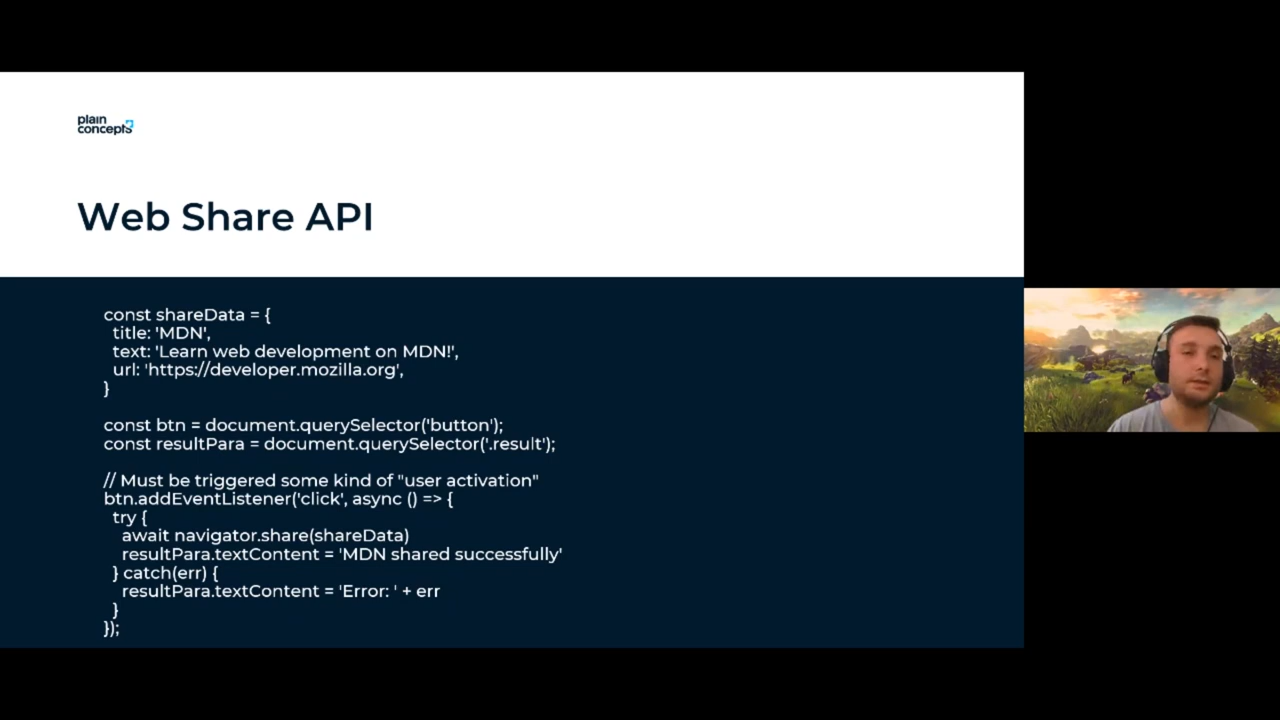 plain
concepts
Web Share API
const shareData = {
title: 'MDN',
text: 'Learn web development on MDN!',
url: 'https://developer.mozilla.org',
}
const btn = document.querySelector('button');
const resultPara = document.querySelector('.result');
// Must be triggered some kind of "user activation"
btn.addEventListener('click', async () => {
try {
await navigator.share(shareData)
resultPara.textContent = 'MDN shared successfully'
} catch(err) {
resultPara.textContent = 'Error: ' + err
}
});